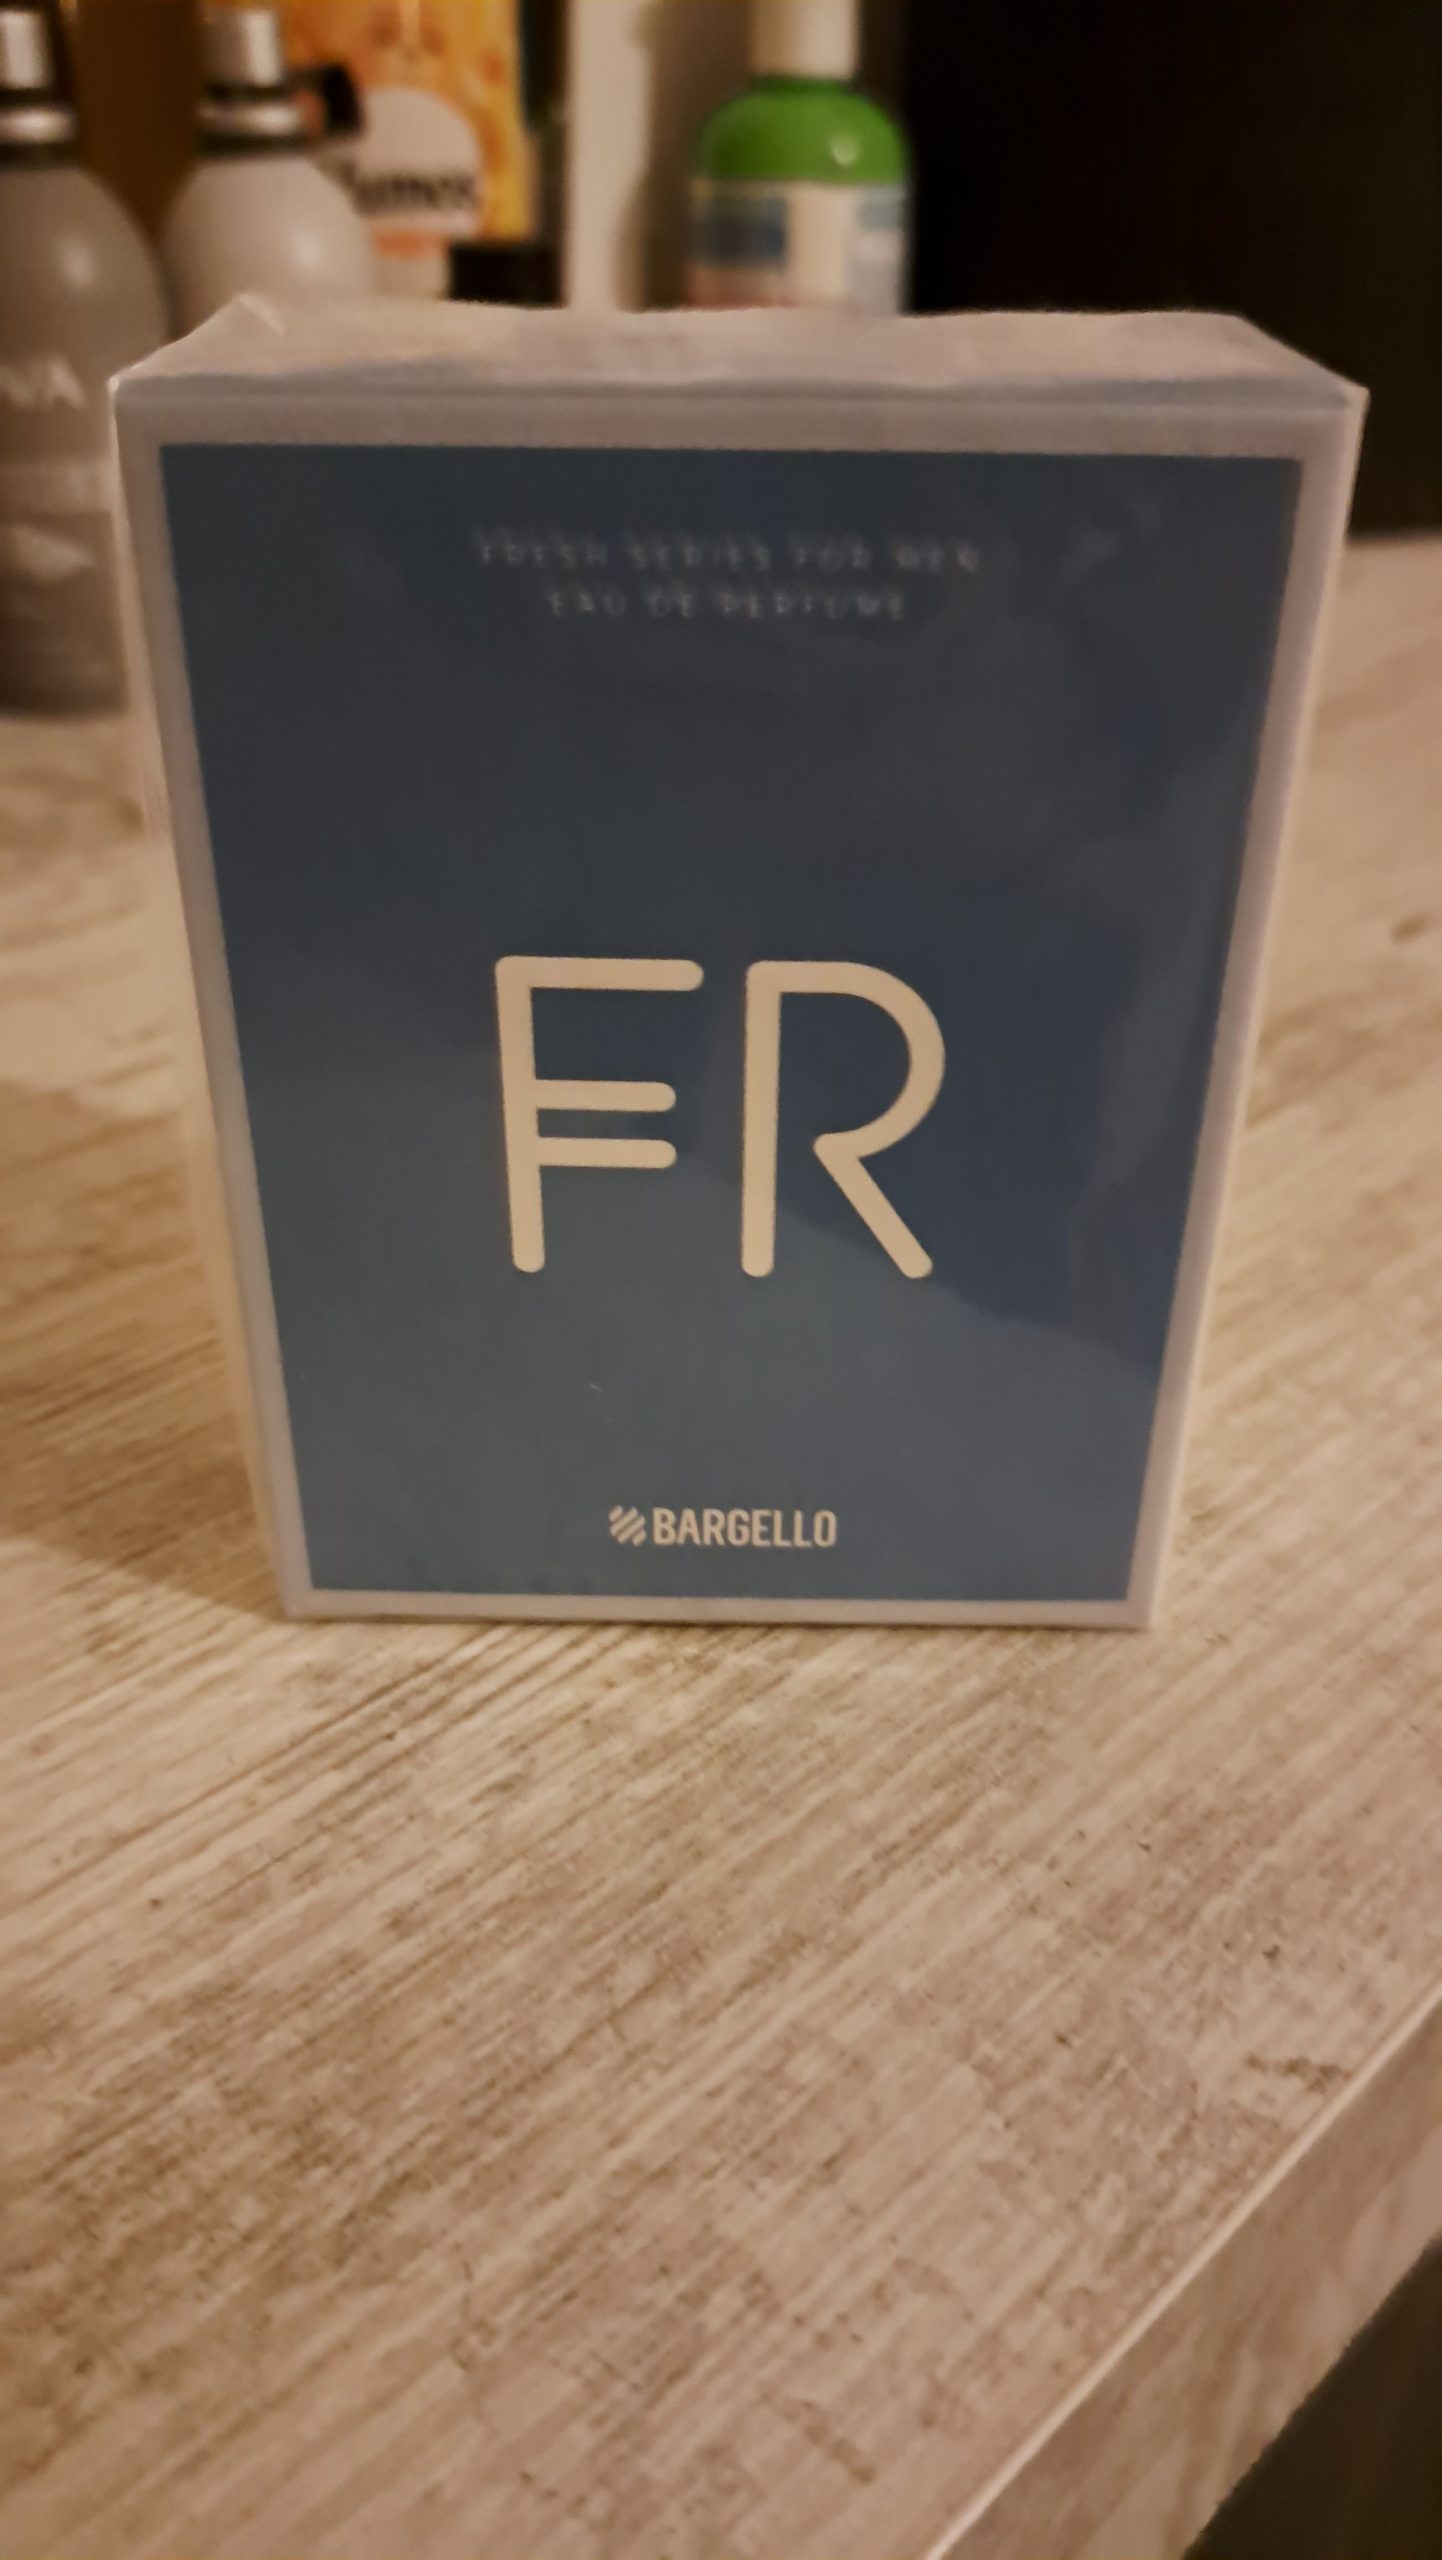 FRESH SERIES FOR MEN
EAU DE PERFUME
FR
BARGELLO